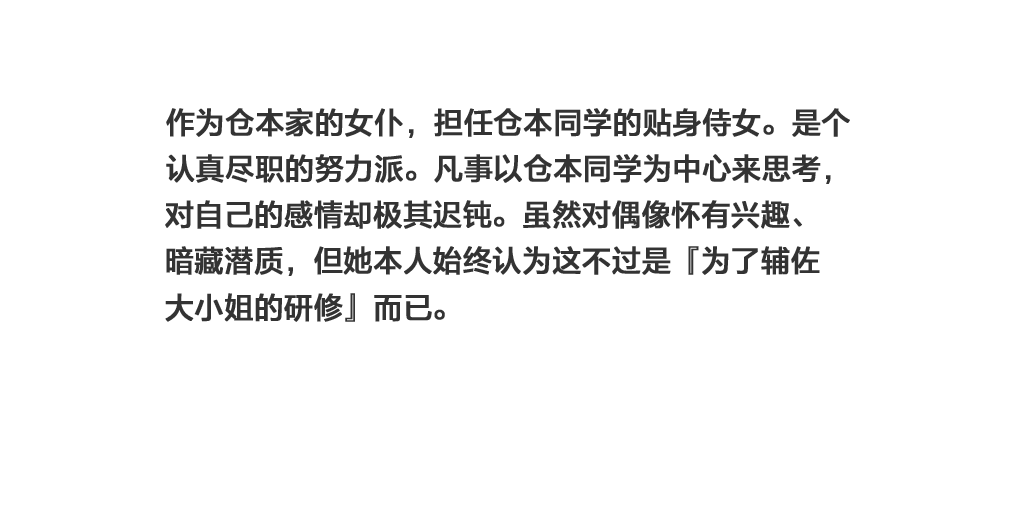 作为仓本家的女仆，担任仓本同学的贴身侍女。是个
认真尽职的努力派。凡事以仓本同学为中心来思考，
对自己的感情却极其迟钝。虽然对偶像怀有兴趣、
暗藏潜质，但她本人始终认为这不过是『为了辅佐
大小姐的研修』而已。